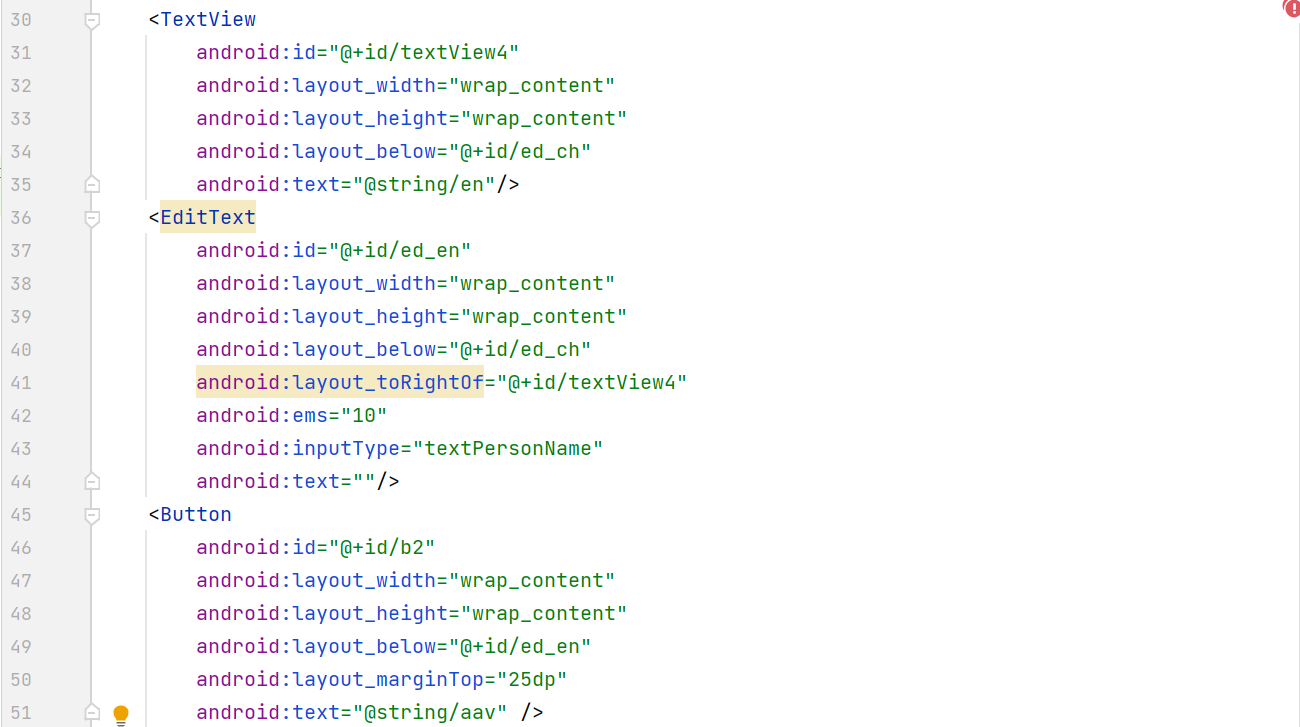 30 <TextView
31 android:id="@+id/textView4"
32 android:layout_width="wrap_content"
33 android:layout_height="wrap_content"
34 android:layout_below="@+id/ed_ch"
35 android:text="@string/en"/>
36 <EditText
37 android:id="@+id/ed_en"
38 android:layout_width="wrap_content"
39 android:layout_height="wrap_content"
40 android:layout_below="@+id/ed_ch"
41 android:layout_toRightOf="@+id/textView4"
42 android:ems="10"
43 android:inputType="textPersonName"
44 android:text=""/>
45 <Button
46 android:id="@+id/b2"
47 android:layout_width="wrap_content"
48 android:layout_height="wrap_content"
49 android:layout_below="@+id/ed_en"
50 android:layout_marginTop="25dp"
51 android:text="@string/aav" />